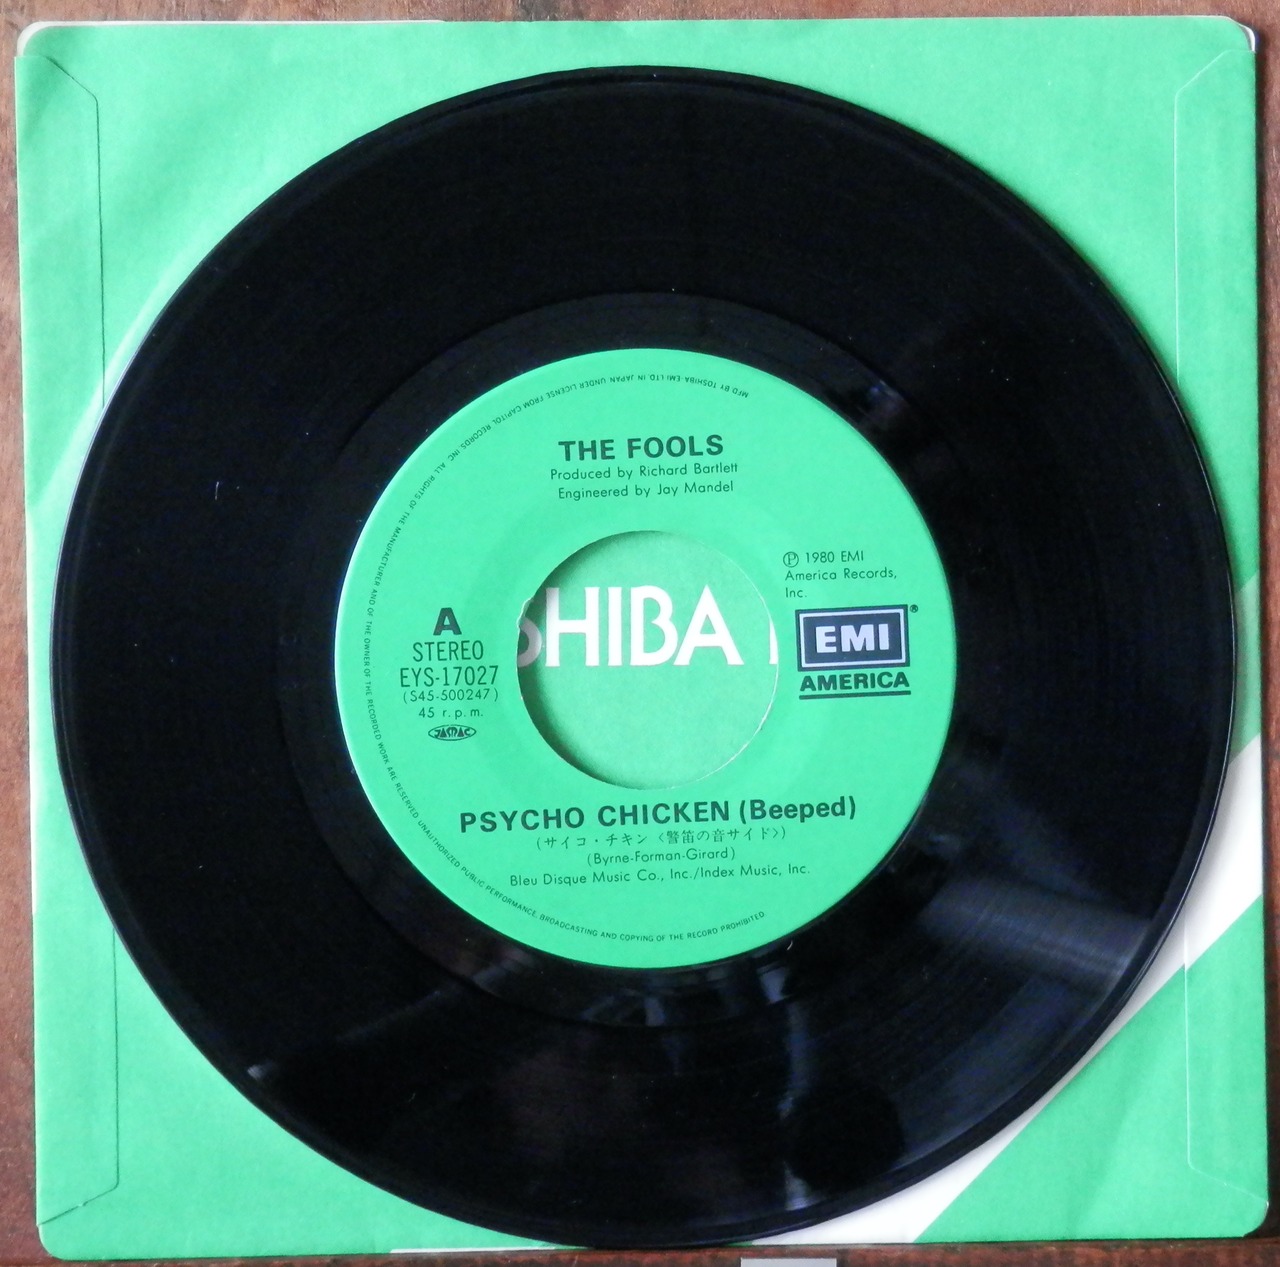 MFD BY TOSHIBA-EMI LTD. IN JAPAN UNDER LICENSE FROM CAPITOL RECORDS, INC. ALL RIGHTS OF THE MANUFACTURER AND OF THE OWNER OF THE RECORDED WORK ARE RESERVED. UNAUTHORIZED PUBLIC PERFORMANCE, BROADCASTING AND COPYING OF THE RECORD PROHIBITED
THE FOOLS
Produced by Richard Bartlett
Engineered by Jay Mandel
Ⓟ 1980 EMI
America Records,
Inc.
EMI®
AMERICA
SHIBA
A
STEREO
EYS-17027
(S45-500247)
45 r.p.m.
JASRAC
PSYCHO CHICKEN (Beeped)
(サイコ・チキン〈警笛の音サイド〉)
(Byrne-Forman-Girard)
Bleu Disque Music Co., Inc./Index Music, Inc.